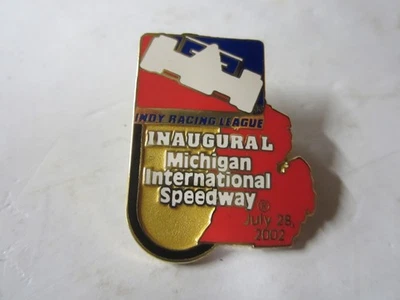 INDY RACING LEAGUE
INAUGURAL
Michigan
International
Speedway
®
July 28,
2002